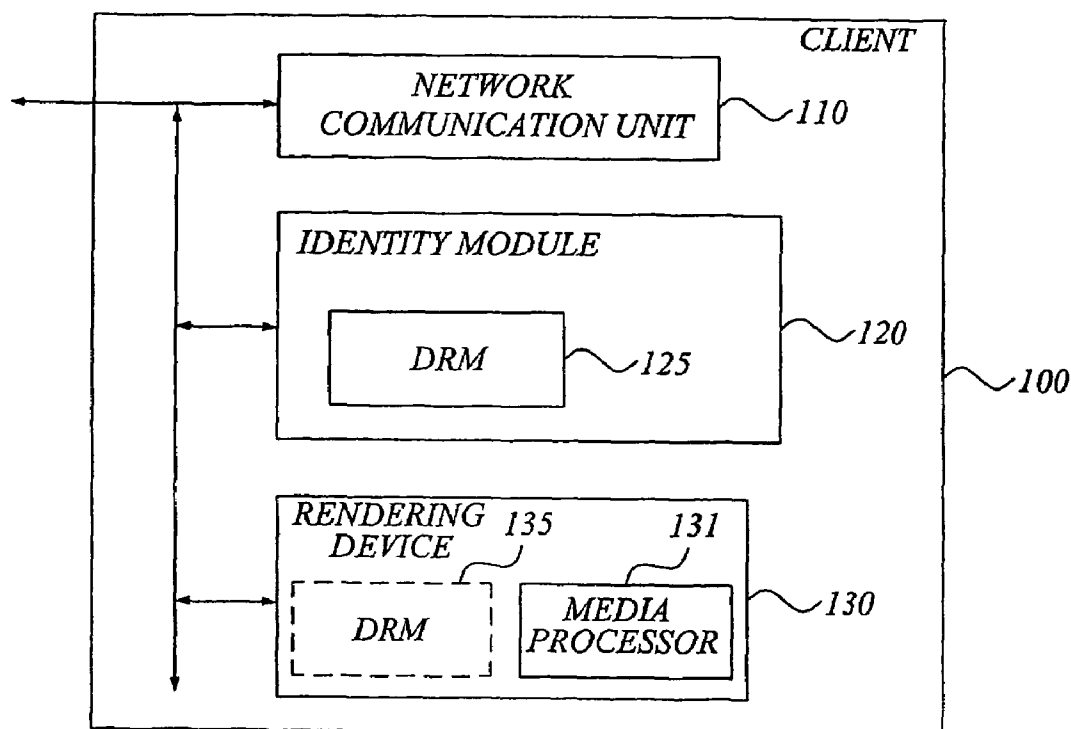 CLIENT
NETWORK
COMMUNICATION UNIT
110
IDENTITY MODULE
DRM
125
120
100
RENDERING
DEVICE
135
131
DRM
MEDIA
PROCESSOR
130